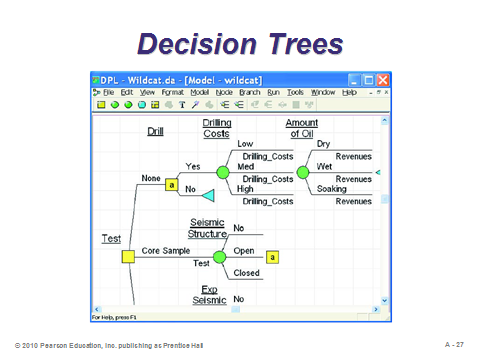 Decision Trees
DPL - Wildcat.da - [Model - wildcat]
File Edit View Format Model Node Branch Run Tools Window Help
Drill
Drilling
Costs
Amount
of Oil
Low
Dry
Drilling_Costs
Revenues
Yes
Med
Wet
None
a
Drilling_Costs
Revenues
No
High
Soaking
Drilling_Costs
Revenues
Seismic
Structure
No
Test
Core Sample
Open
a
Test
Closed
Exp
Seismic
No
For Help, press F1
© 2010 Pearson Education, Inc. publishing as Prentice Hall
A - 27